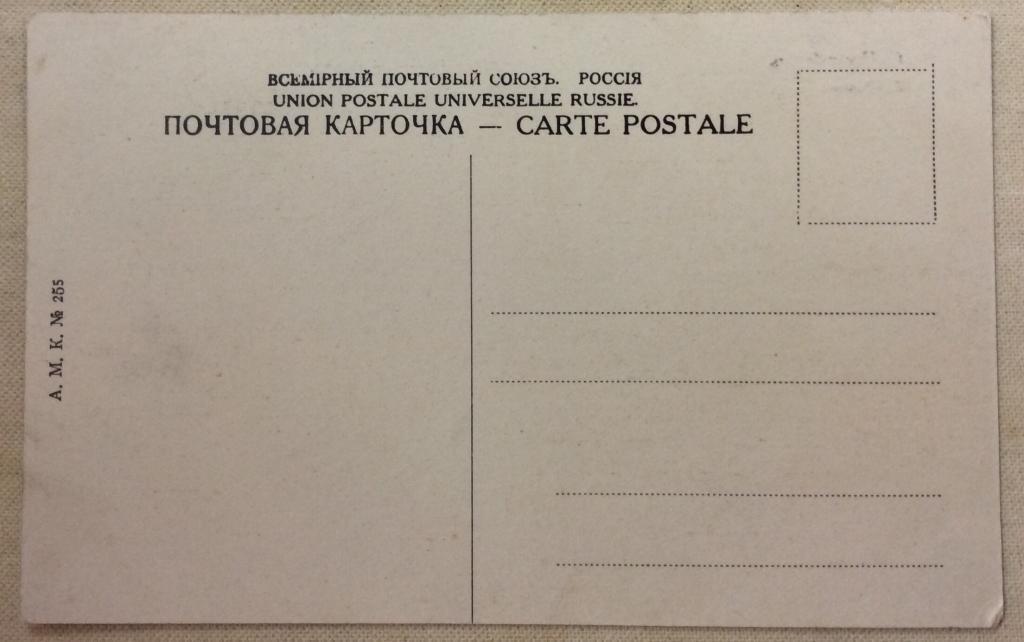 ВСЕМІРНЫЙ ПОЧТОВЫЙ СОЮЗЪ. РОССІЯ
UNION POSTALE UNIVERSELLE RUSSIE.
ПОЧТОВАЯ КАРТОЧКА — CARTE POSTALE
А. М. К. № 255